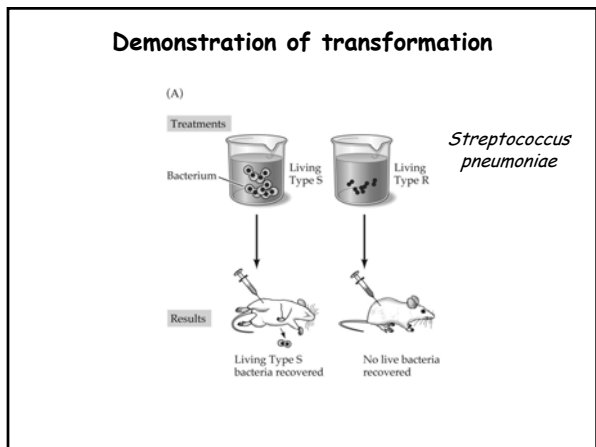 Demonstration of transformation
(A)
Treatments
Streptococcus
pneumoniae
Bacterium
Living
Type S
Living
Type R
Results
Living Type S
bacteria recovered
No live bacteria
recovered